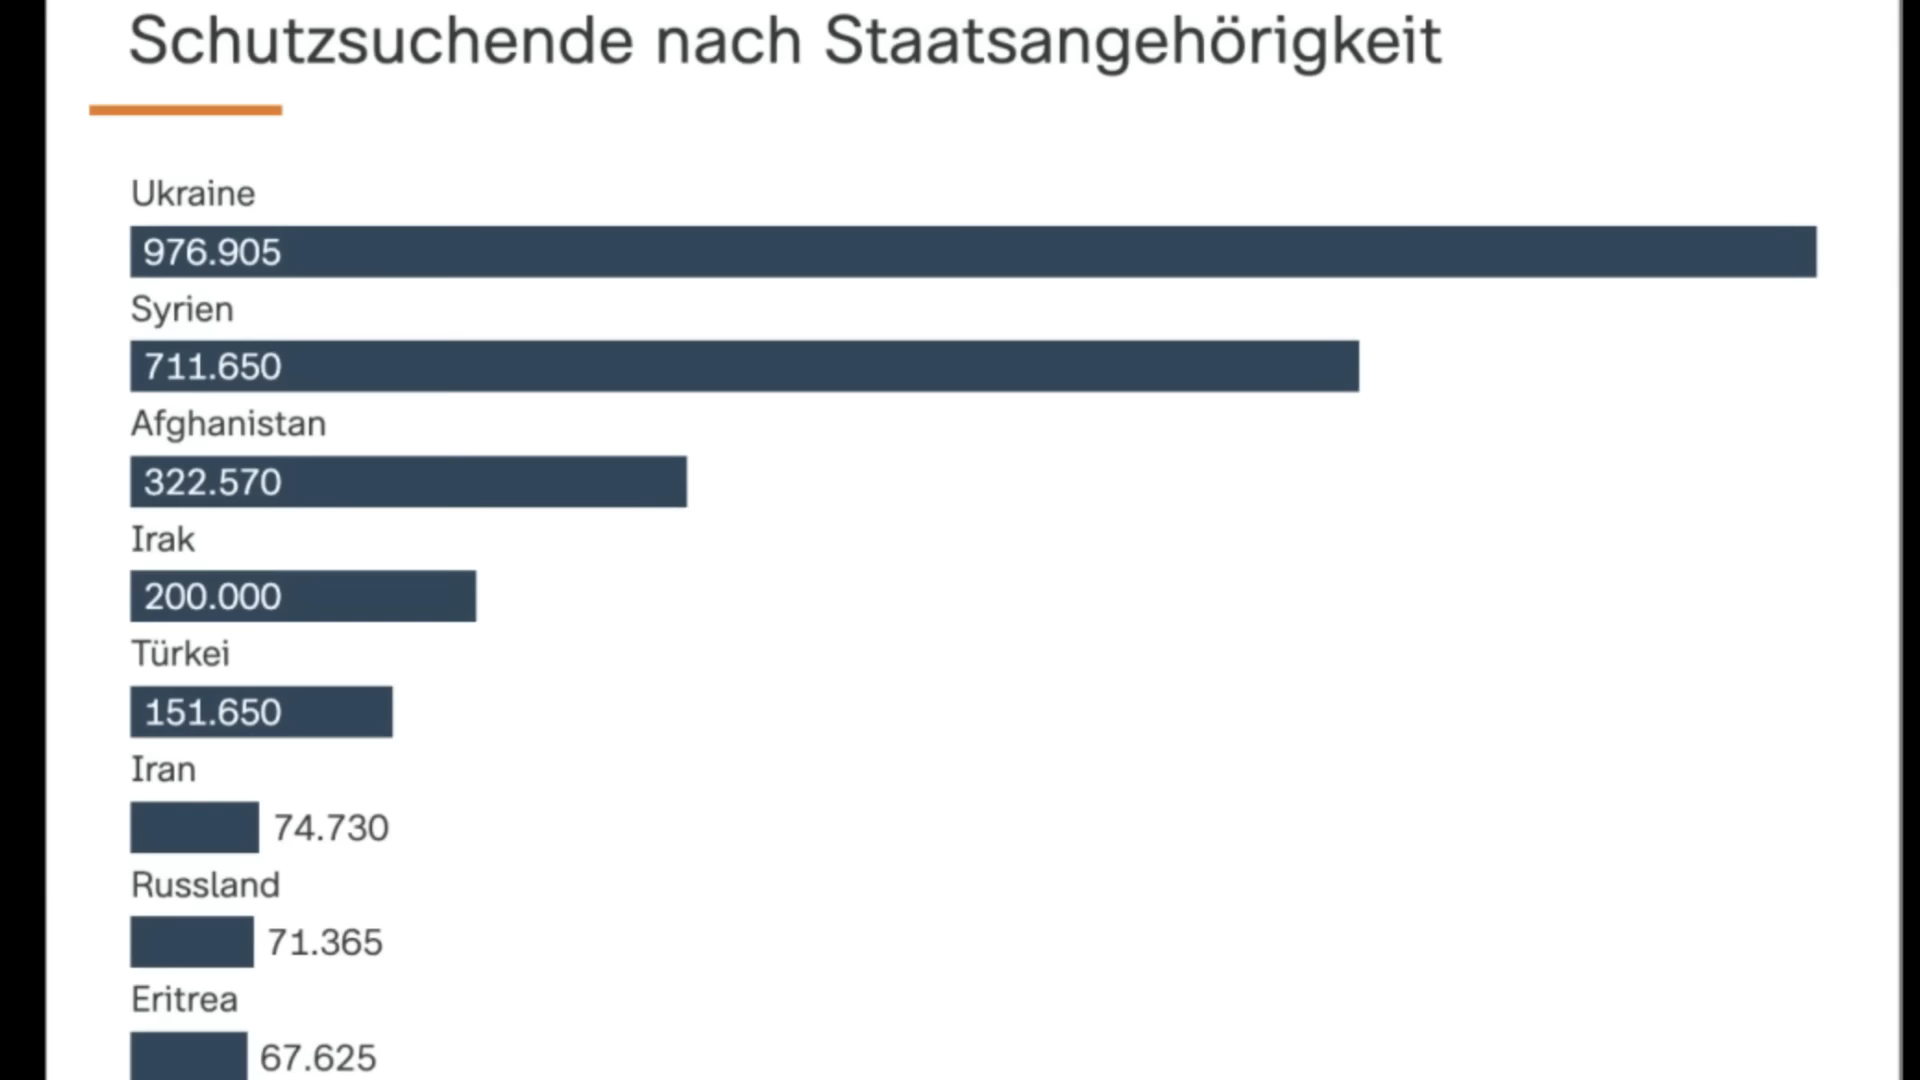 Schutzsuchende nach Staatsangehörigkeit
Ukraine
976.905
Syrien
711.650
Afghanistan
322.570
Irak
200.000
Türkei
151.650
Iran
74.730
Russland
71.365
Eritrea
67.625